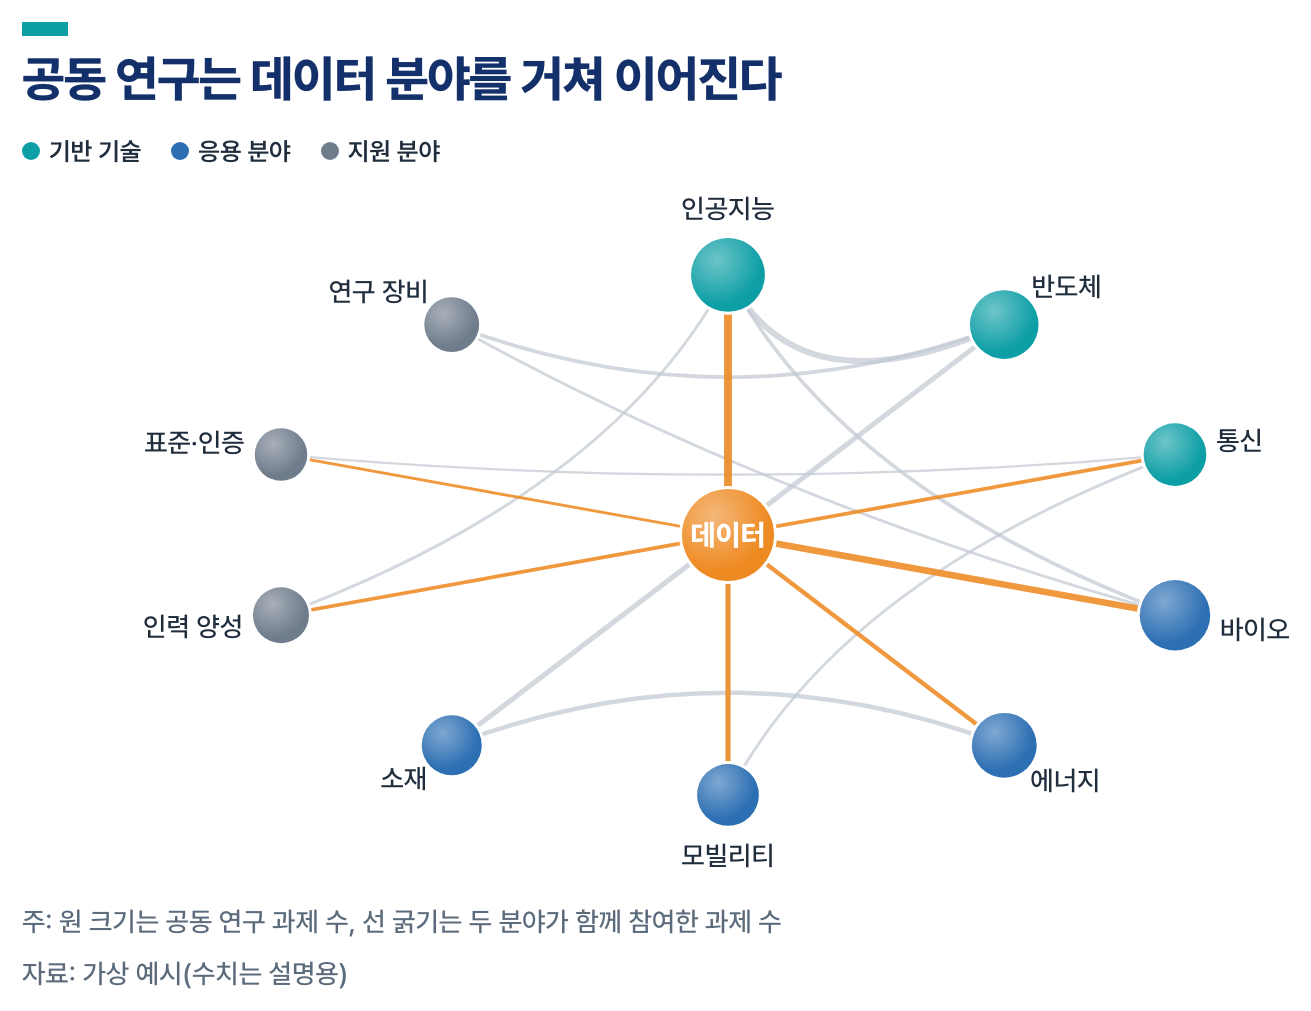 공동 연구는 데이터 분야를 거쳐 이어진다
기반 기술
응용 분야
지원 분야
인공지능
연구 장비
반도체
표준·인증
통신
데이터
인력 양성
바이오
소재
에너지
모빌리티
주: 원 크기는 공동 연구 과제 수, 선 굵기는 두 분야가 함께 참여한 과제 수
자료: 가상 예시(수치는 설명용)